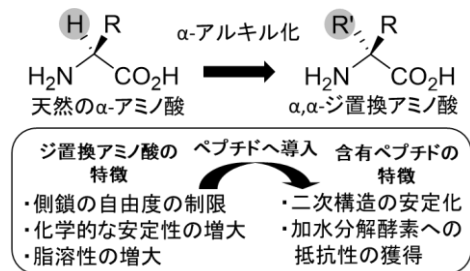 H R α-アルキル化 R' R
H₂N CO₂H H₂N CO₂H
天然のα-アミノ酸 α,α-ジ置換アミノ酸
ジ置換アミノ酸の ペプチドへ導入 含有ペプチドの
特徴 特徴
・側鎖の自由度の制限 ・二次構造の安定化
・化学的な安定性の増大 ・加水分解酵素への
・脂溶性の増大 抵抗性の獲得